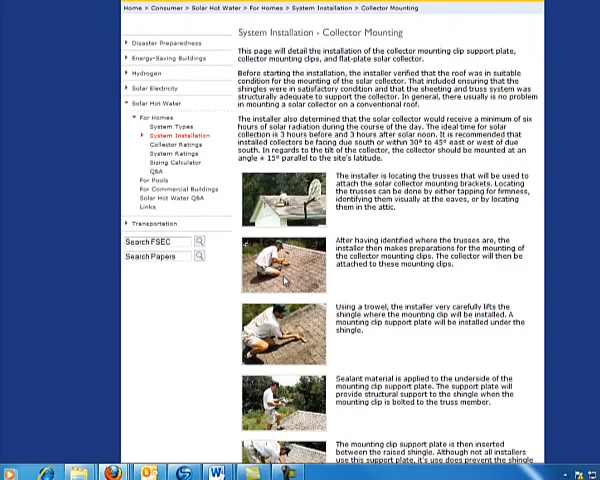 Home > Consumer > Solar Hot Water > For Homes > System Installation > Collector Mounting
System Installation - Collector Mounting
Disaster Preparedness
Energy-Saving Buildings
Hydrogen
Solar Electricity
Solar Hot Water
For Homes
System Types
System Installation
Collector Ratings
System Ratings
Sizing Calculator
Q&A
For Pools
For Commercial Buildings
Solar Hot Water Q&A
Links
Transportation
Search FSEC
Search Papers
This page will detail the installation of the collector mounting clip support plate,
collector mounting clips, and flat-plate solar collector.
Before starting the installation, the installer verified that the roof was in suitable
condition for the mounting of the solar collector. That included ensuring that the
shingles were in satisfactory condition and that the sheeting and truss system was
structurally adequate to support the collector. In general, there usually is no problem
in mounting a solar collector on a conventional roof.
The installer also determined that the solar collector would receive a minimum of six
hours of solar radiation during the course of the day. The ideal time for solar
collection is 3 hours before and 3 hours after solar noon. It is recommended that
installed collectors be facing due south or within 30° to 45° east or west of due
south. In regards to the tilt of the collector, the collector should be mounted at an
angle ± 15° parallel to the site's latitude.
The installer is locating the trusses that will be used to
attach the solar collector mounting brackets. Locating
the trusses can be done by either tapping for firmness,
identifying them visually at the eaves, or by locating
them in the attic.
After having identified where the trusses are, the
installer then makes preparations for the mounting of
the collector mounting clips. The collector will then be
attached to these mounting clips.
Using a trowel, the installer very carefully lifts the
shingle where the mounting clip will be installed. A
mounting clip support plate will be installed under the
shingle.
Sealant material is applied to the underside of the
mounting clip support plate. The support plate will
provide structural support to the shingle when the
mounting clip is bolted to the truss member.
The mounting clip support plate is then inserted
between the raised shingle. Although not all installers
use this support plate, it's use does prevent the shingle